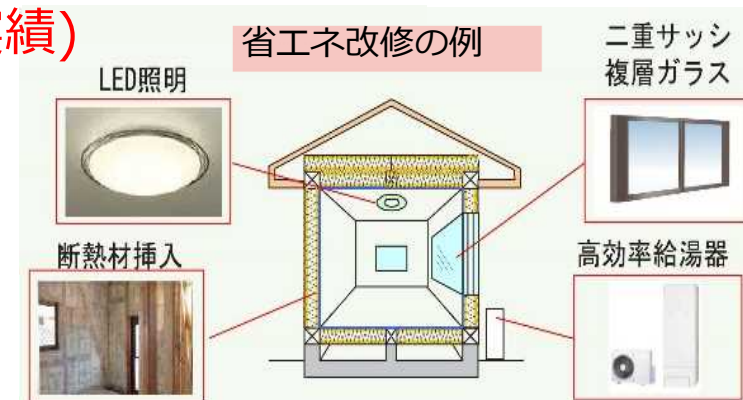 績)
省エネ改修の例
LED照明
二重サッシ
複層ガラス
断熱材挿入
高効率給湯器